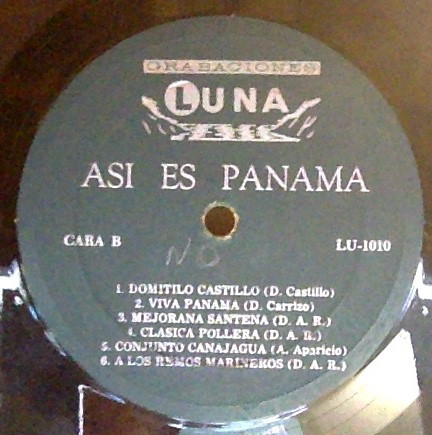 GRABACIONES
LUNA
ASI ES PANAMA
CARA B
LU-1010
NO
1. DOMITILO CASTILLO (D. Castillo)
2. VIVA PANAMA (D. Carrizo)
3. MEJORANA SANTENA (D. A. R.)
4. CLASICA POLLERA (D. A. R.)
5. CONJUNTO CANAJAGUA (A. Aparicio)
6. A LOS REMOS MARINEROS (D. A. R.)